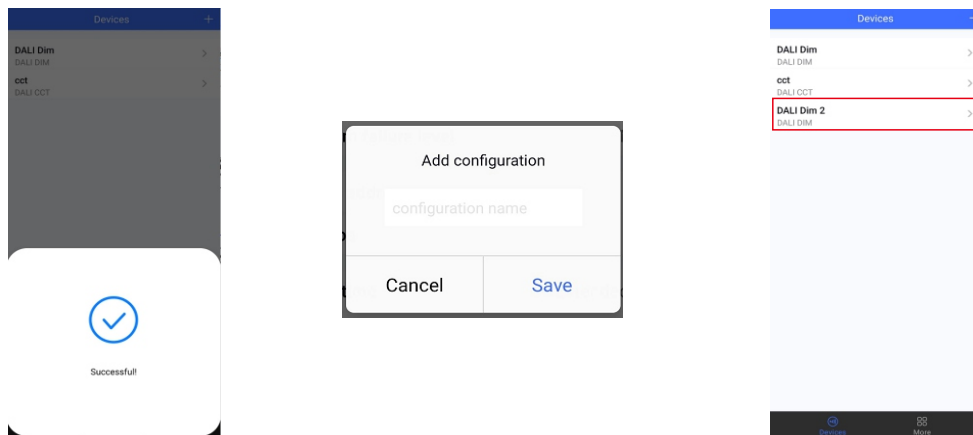 Devices +
DALI Dim
DALI DIM
cct
DALI CCT
Successful!
Add configuration
configuration name
Cancel
Save
Devices
DALI Dim
DALI DIM
cct
DALI CCT
DALI Dim 2
DALI DIM
Devices
More